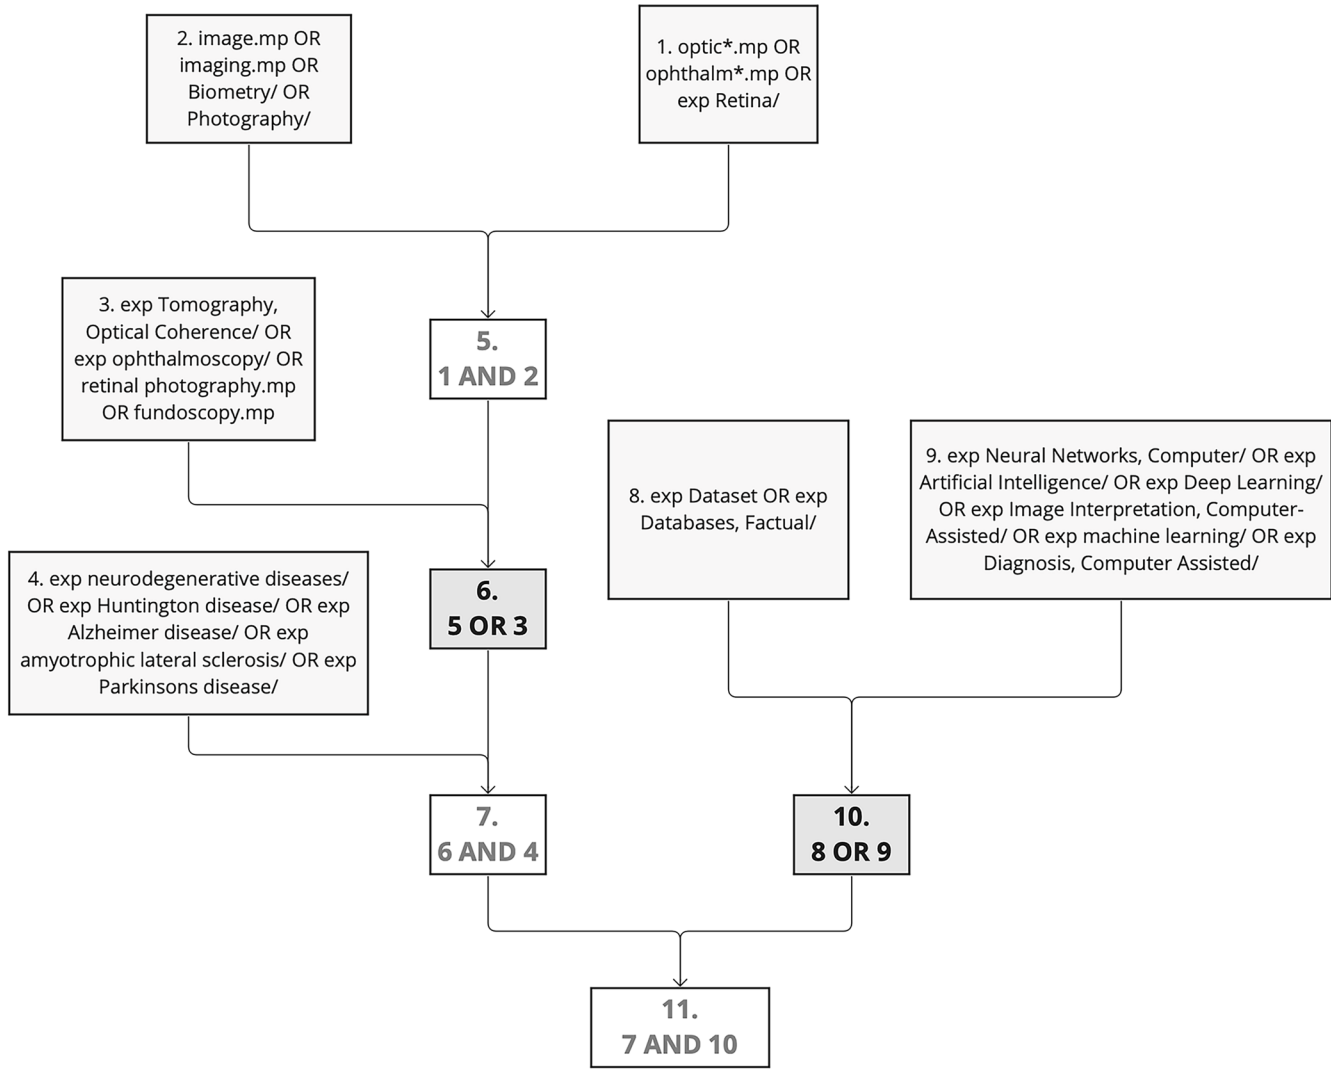 2. image.mp OR
imaging.mp OR
Biometry/ OR
Photography/
1. optic*.mp OR
ophthalm*.mp OR
exp Retina/
3. exp Tomography,
Optical Coherence/ OR
exp ophthalmoscopy/ OR
retinal photography.mp
OR fundoscopy.mp
5.
1 AND 2
8. exp Dataset OR exp
Databases, Factual/
9. exp Neural Networks, Computer/ OR exp
Artificial Intelligence/ OR exp Deep Learning/
OR exp Image Interpretation, Computer-
Assisted/ OR exp machine learning/ OR exp
Diagnosis, Computer Assisted/
4. exp neurodegenerative diseases/
OR exp Huntington disease/ OR exp
Alzheimer disease/ OR exp
amyotrophic lateral sclerosis/ OR exp
Parkinsons disease/
6.
5 OR 3
7.
6 AND 4
10.
8 OR 9
11.
7 AND 10